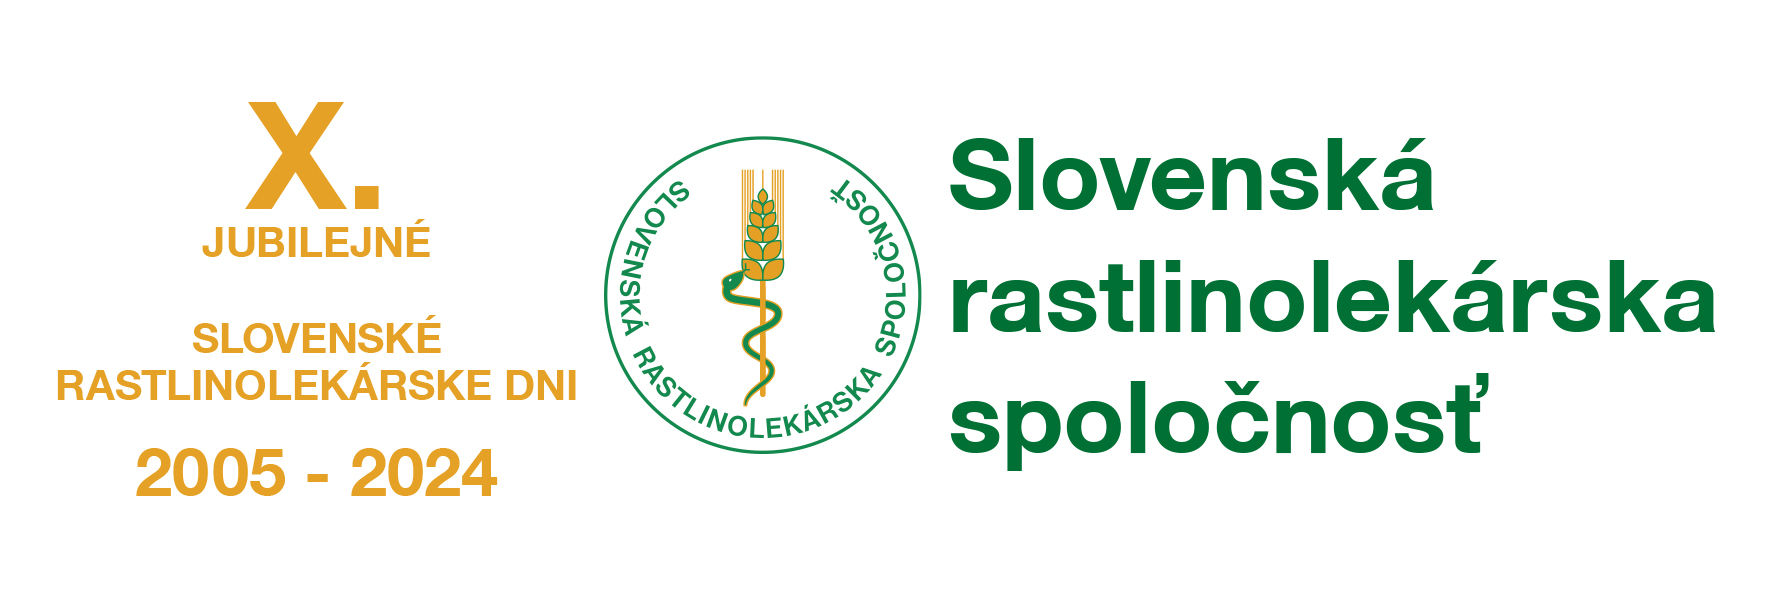 X.
JUBILEJNÉ
SLOVENSKÉ
RASTLINOLEKÁRSKE DNI
2005 - 2024
SLOVENSKÁ RASTLINOLEKÁRSKA SPOLOČNOSŤ
Slovenská
rastlinolekárska
spoločnosť